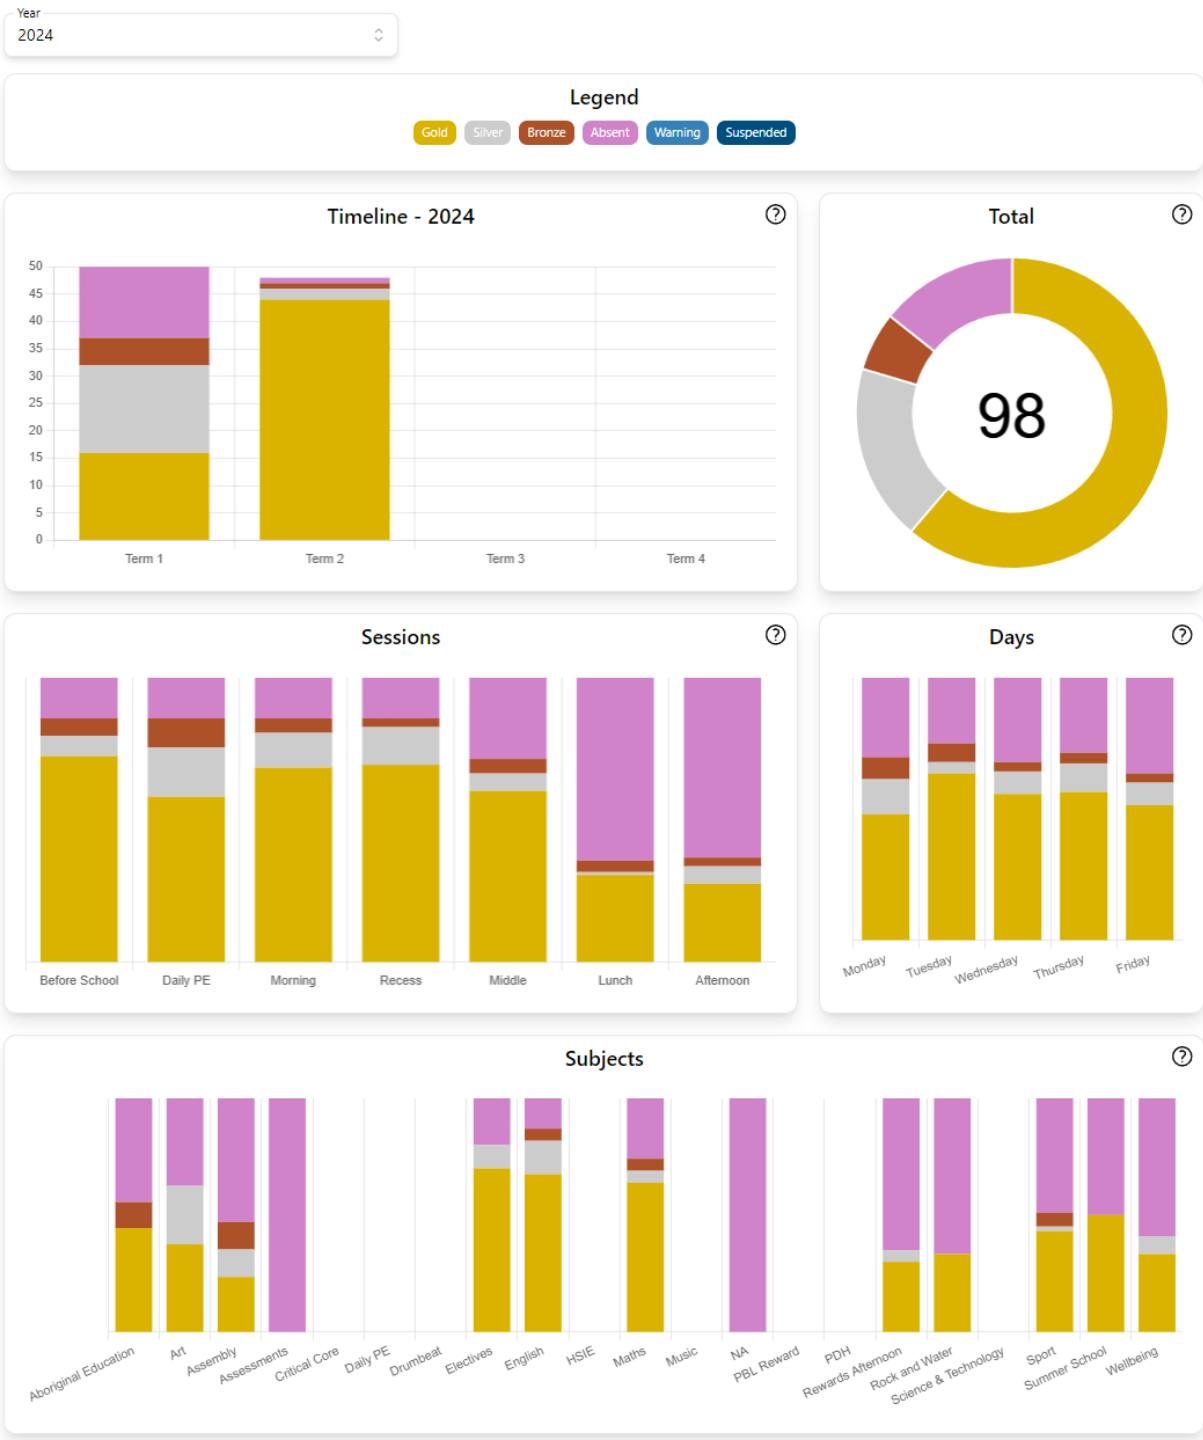 Year
2024
Legend
Gold Silver Bronze Absent Warning Suspended
Timeline - 2024
50
45
40
35
30
25
20
15
10
5
0
Term 1 Term 2 Term 3 Term 4
Total
98
Sessions
Before School Daily PE Morning Recess Middle Lunch Afternoon
Days
Monday Tuesday Wednesday Thursday Friday
Subjects
Aboriginal Education Art Assembly Assessments Critical Core Daily PE Drumbeat Electives English HSIE Maths Music NA PBL Reward PDH Rewards Afternoon Rock and Water Science & Technology Sport Summer School Wellbeing